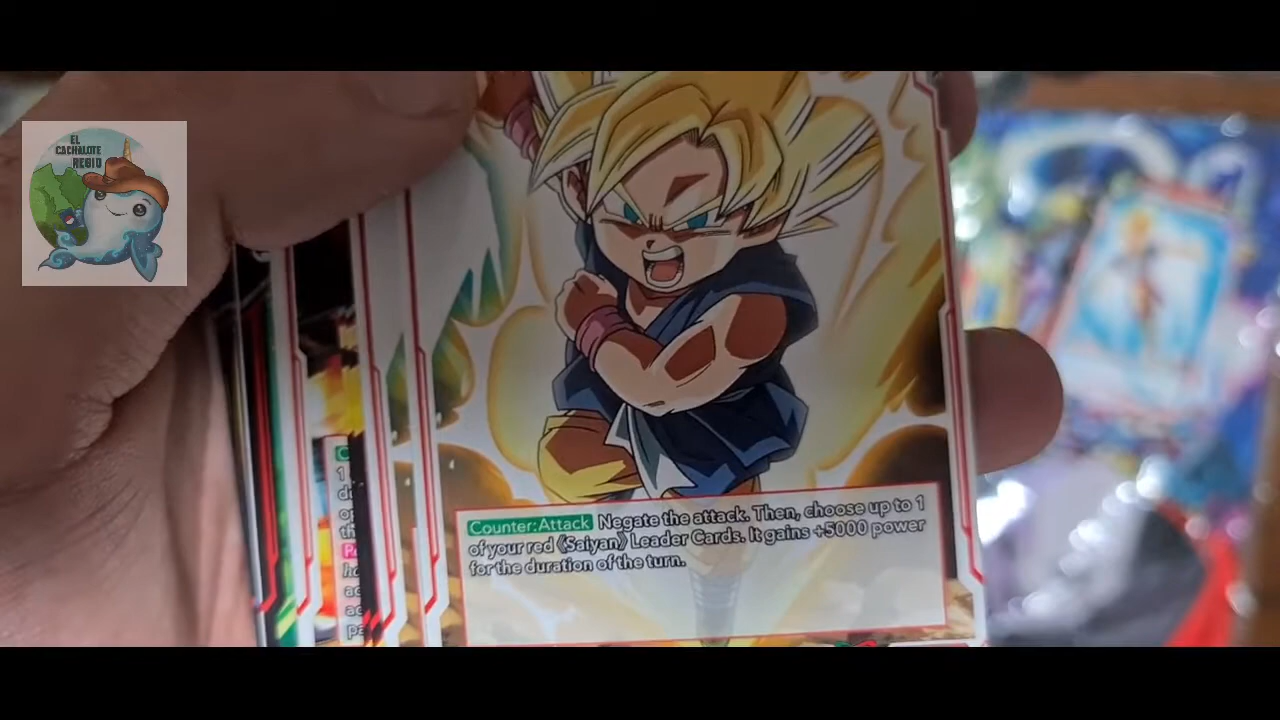 EL
CACHALOTE
REGIO
Counter:Attack Negate the attack. Then, choose up to 1
of your red 《Saiyan》 Leader Cards. It gains +5000 power
for the duration of the turn.
1